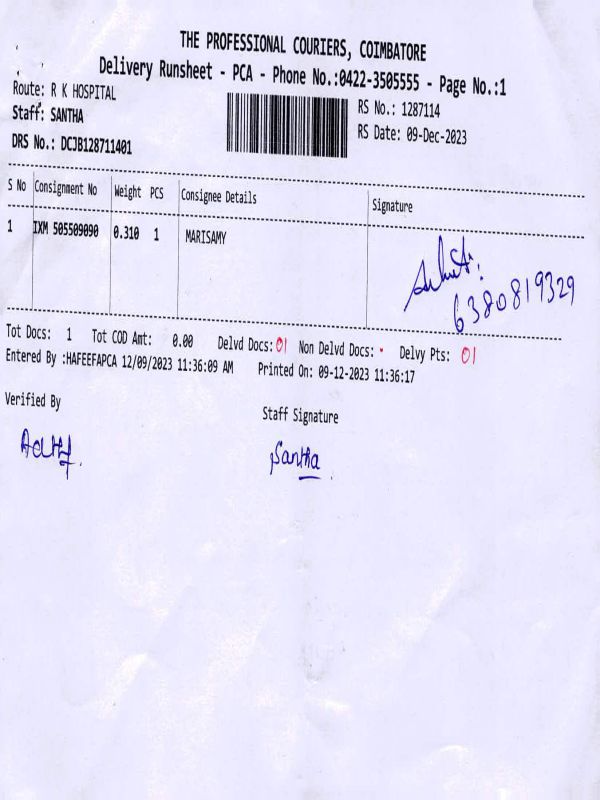 THE PROFESSIONAL COURIERS, COIMBATORE
Delivery Runsheet - PCA - Phone No.:0422-3505555 - Page No.:1
Route: R K HOSPITAL
RS No.: 1287114
Staff: SANTHA
RS Date: 09-Dec-2023
DRS No.: DCJB128711401
S No Consignment No Weight PCS Consignee Details Signature
1 IXM 505509090 0.310 1 MARISAMY
6380819329
Tot Docs: 1 Tot COD Amt: 0.00 Delvd Docs: 01 Non Delvd Docs: - Delvy Pts: 01
Entered By :HAFEEFAPCA 12/09/2023 11:36:09 AM Printed On: 09-12-2023 11:36:17
Verified By Staff Signature
Santha